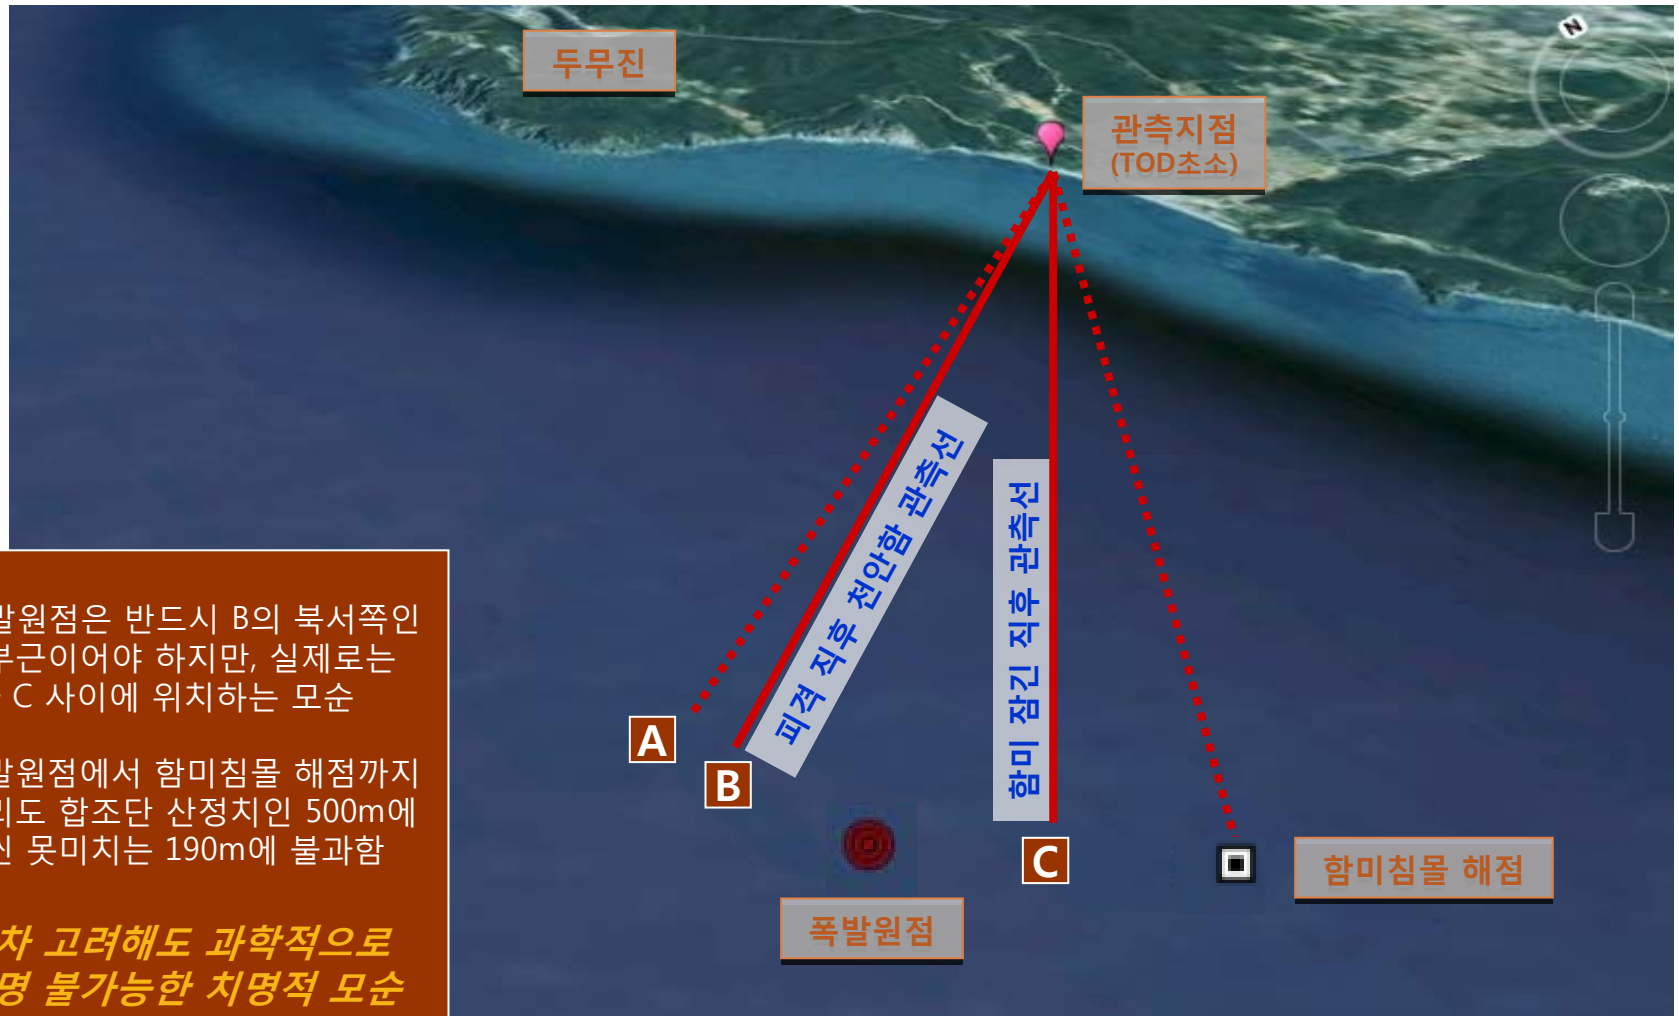 N
두무진
관측지점
(TOD초소)
피격 직후 천안함 관측선
함미 잠긴 직후 관측선
A
B
C
함미침몰 해점
폭발원점
발원점은 반드시 B의 북서쪽인
부근이어야 하지만, 실제로는
C 사이에 위치하는 모순
발원점에서 함미침몰 해점까지
리도 합조단 산정치인 500m에
못미치는 190m에 불과함
차 고려해도 과학적으로
명 불가능한 치명적 모순